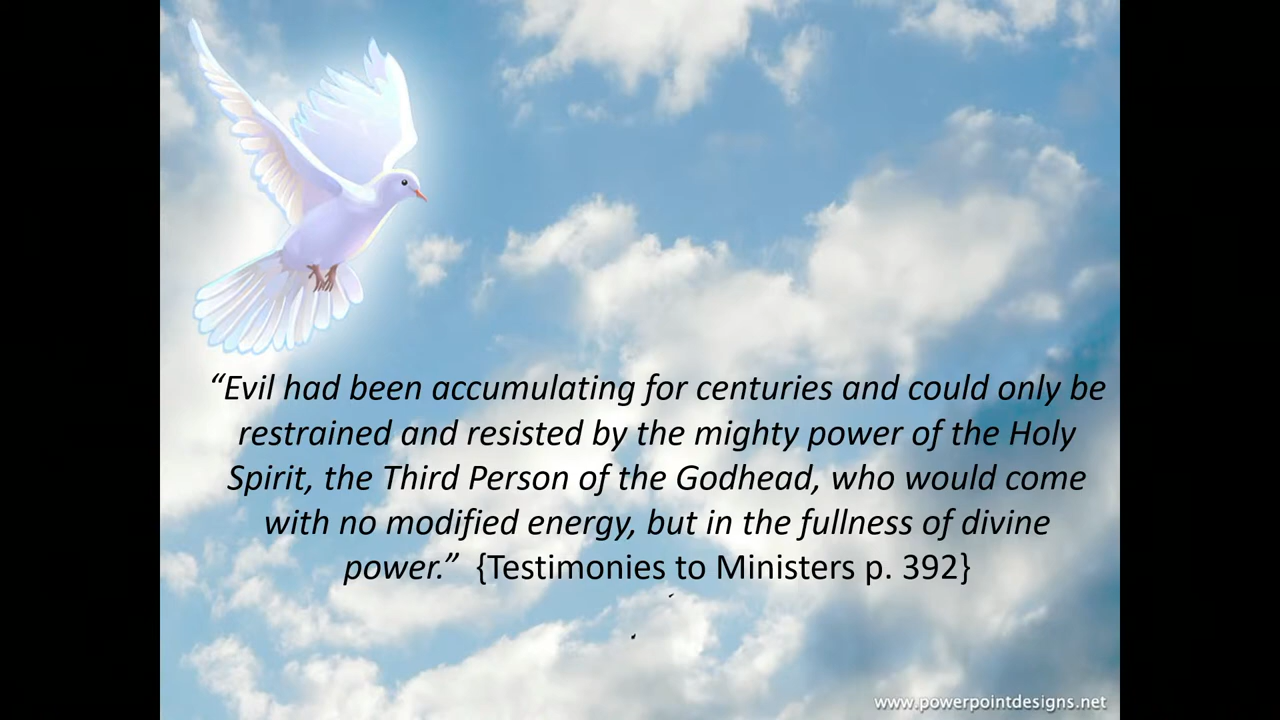 “Evil had been accumulating for centuries and could only be
restrained and resisted by the mighty power of the Holy
Spirit, the Third Person of the Godhead, who would come
with no modified energy, but in the fullness of divine
power.” {Testimonies to Ministers p. 392}
www.powerpointdesigns.net